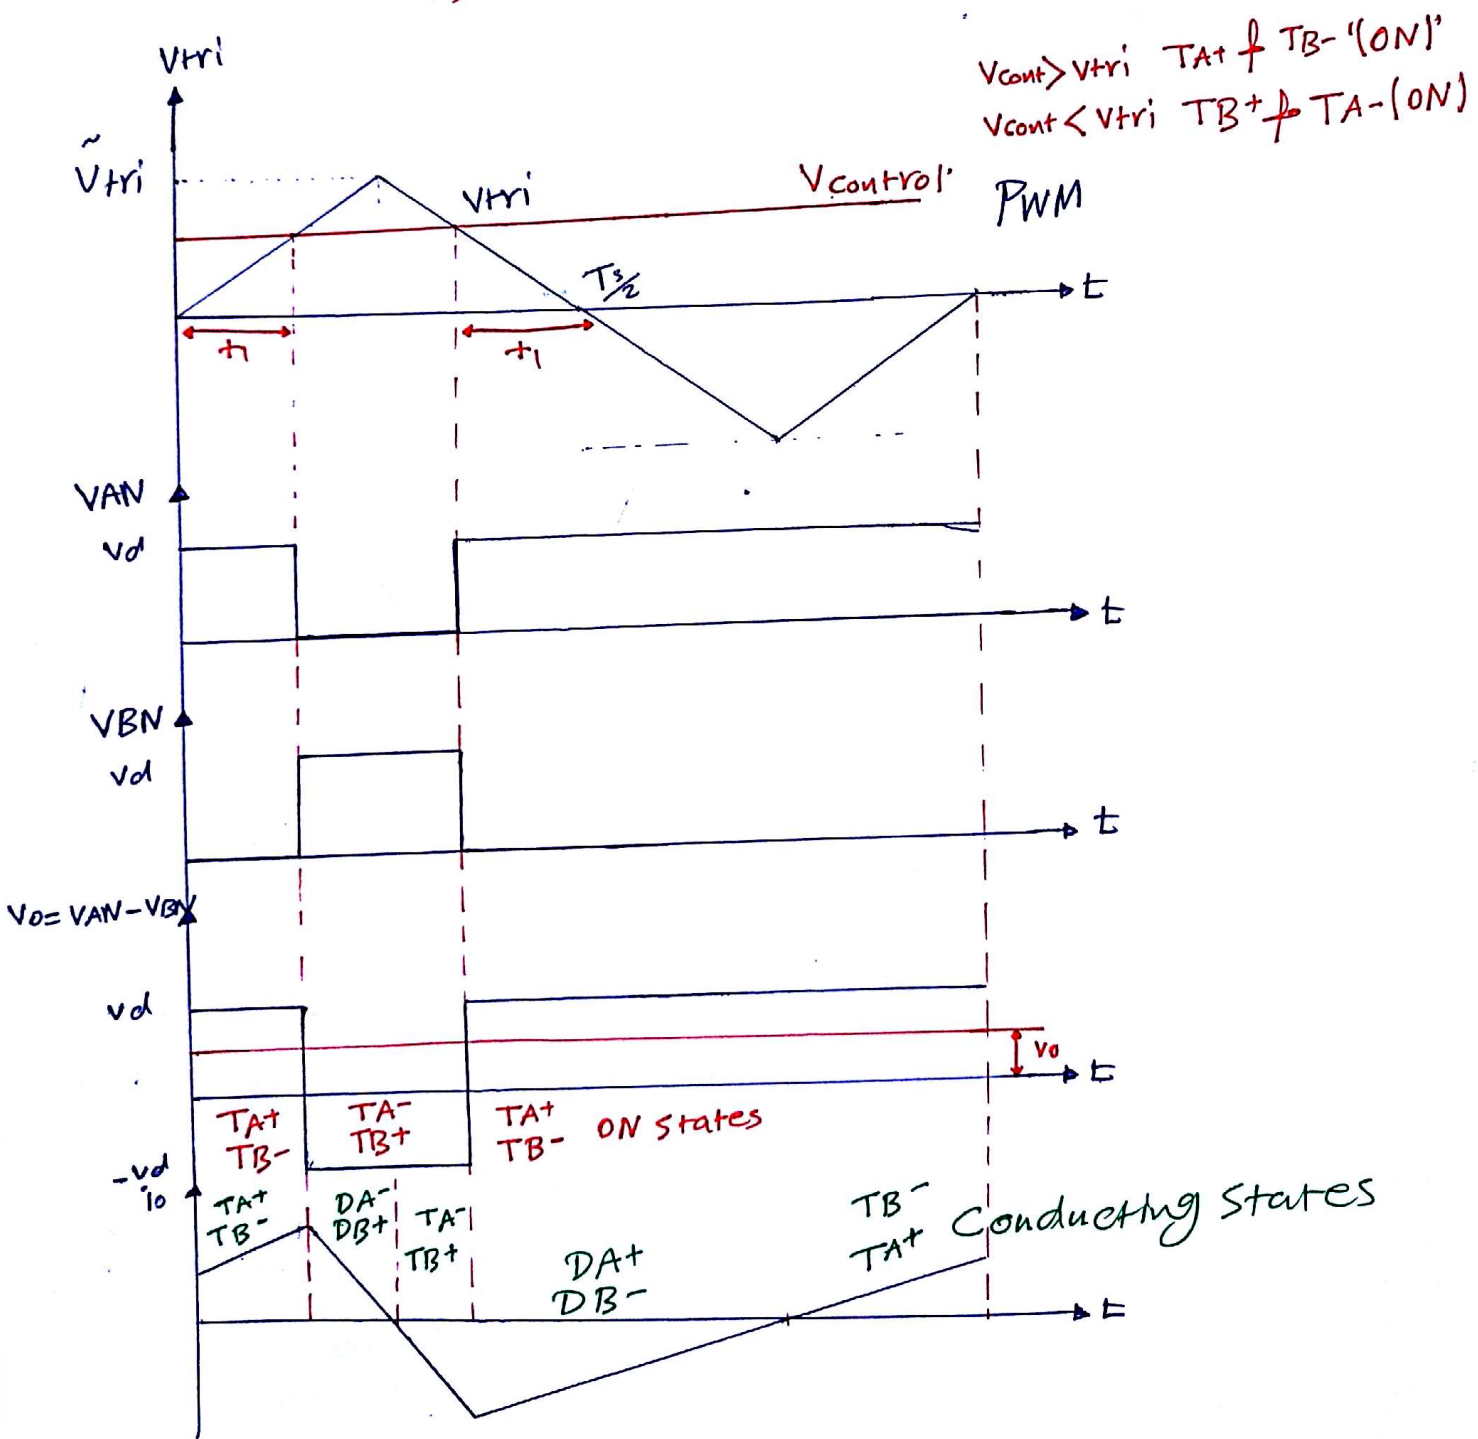 Vtri
Vcont > Vtri TA+ & TB- "(ON)"
Vcont < Vtri TB+ & TA- (ON)
Ṽtri
Vtri
Vcontrol
PWM
Ts/2
t
t1
t1
VAN
Vd
t
VBN
Vd
t
Vo = VAN - VBN
Vd
Vo
t
TA+
TB-
TA-
TB+
TA+
TB-
ON states
-Vd
io
TA+
TB-
DA-
DB+
TA-
TB+
DA+
DB-
TB-
TA+
Conducting states
t